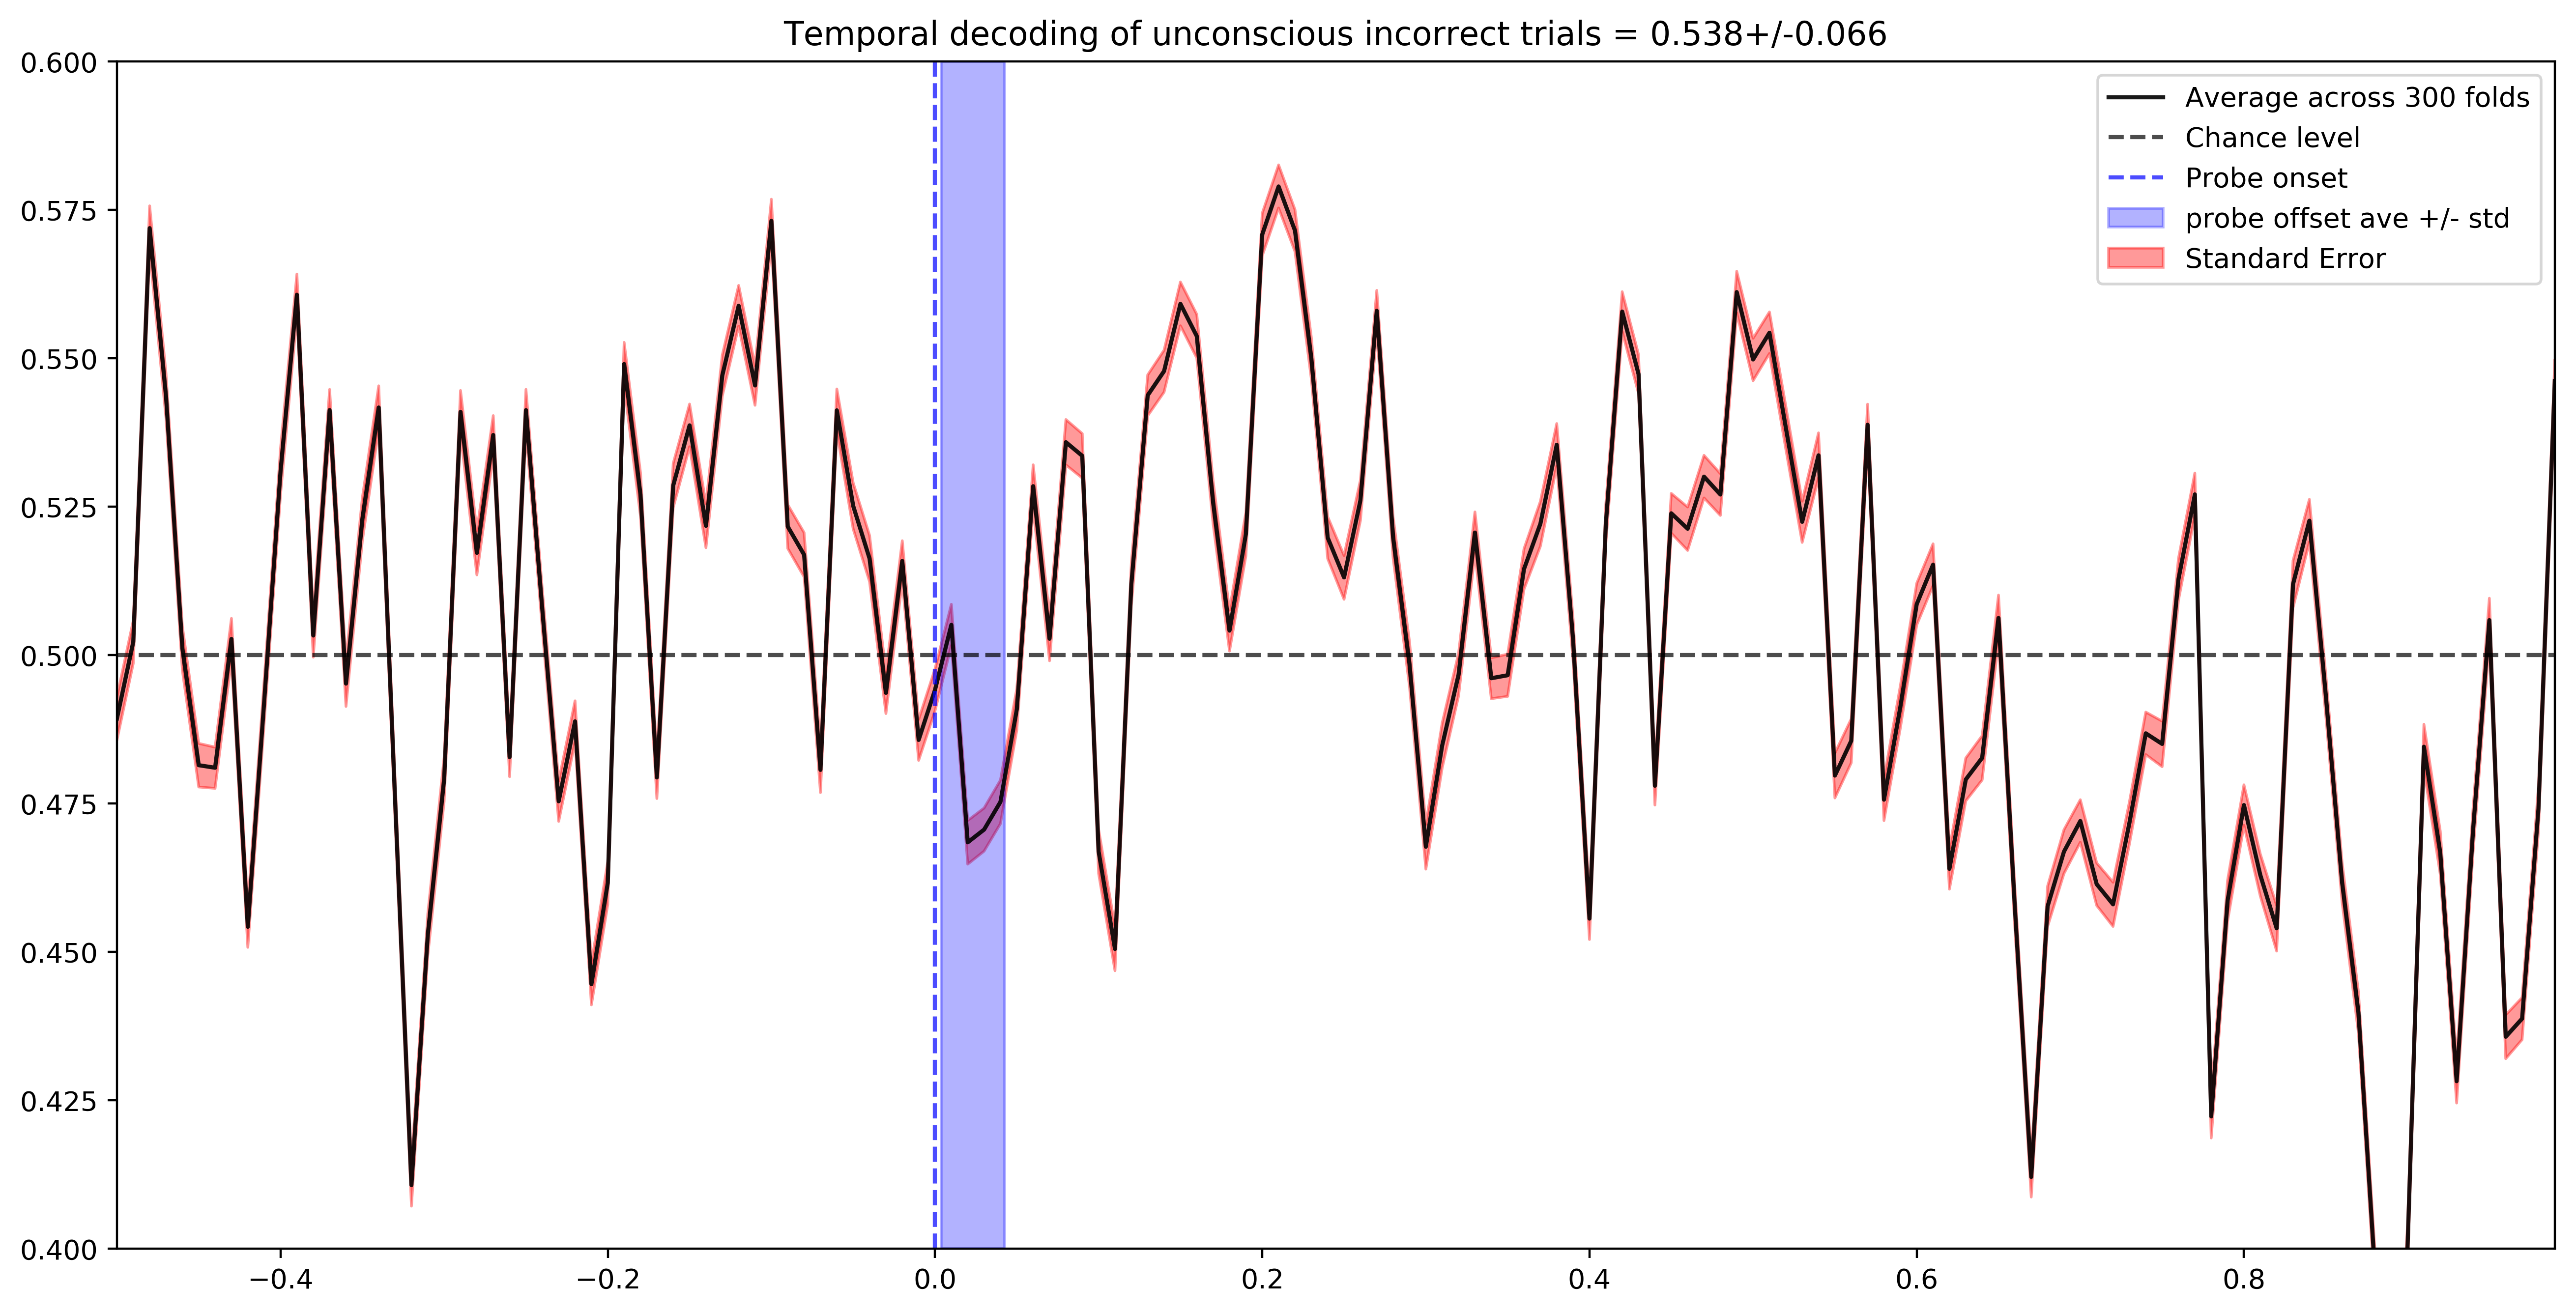 Temporal decoding of unconscious incorrect trials = 0.538+/-0.066
0.600
0.575
0.550
0.525
0.500
0.475
0.450
0.425
0.400
Average across 300 folds
Chance level
Probe onset
probe offset ave +/- std
Standard Error
−0.4
−0.2
0.0
0.2
0.4
0.6
0.8